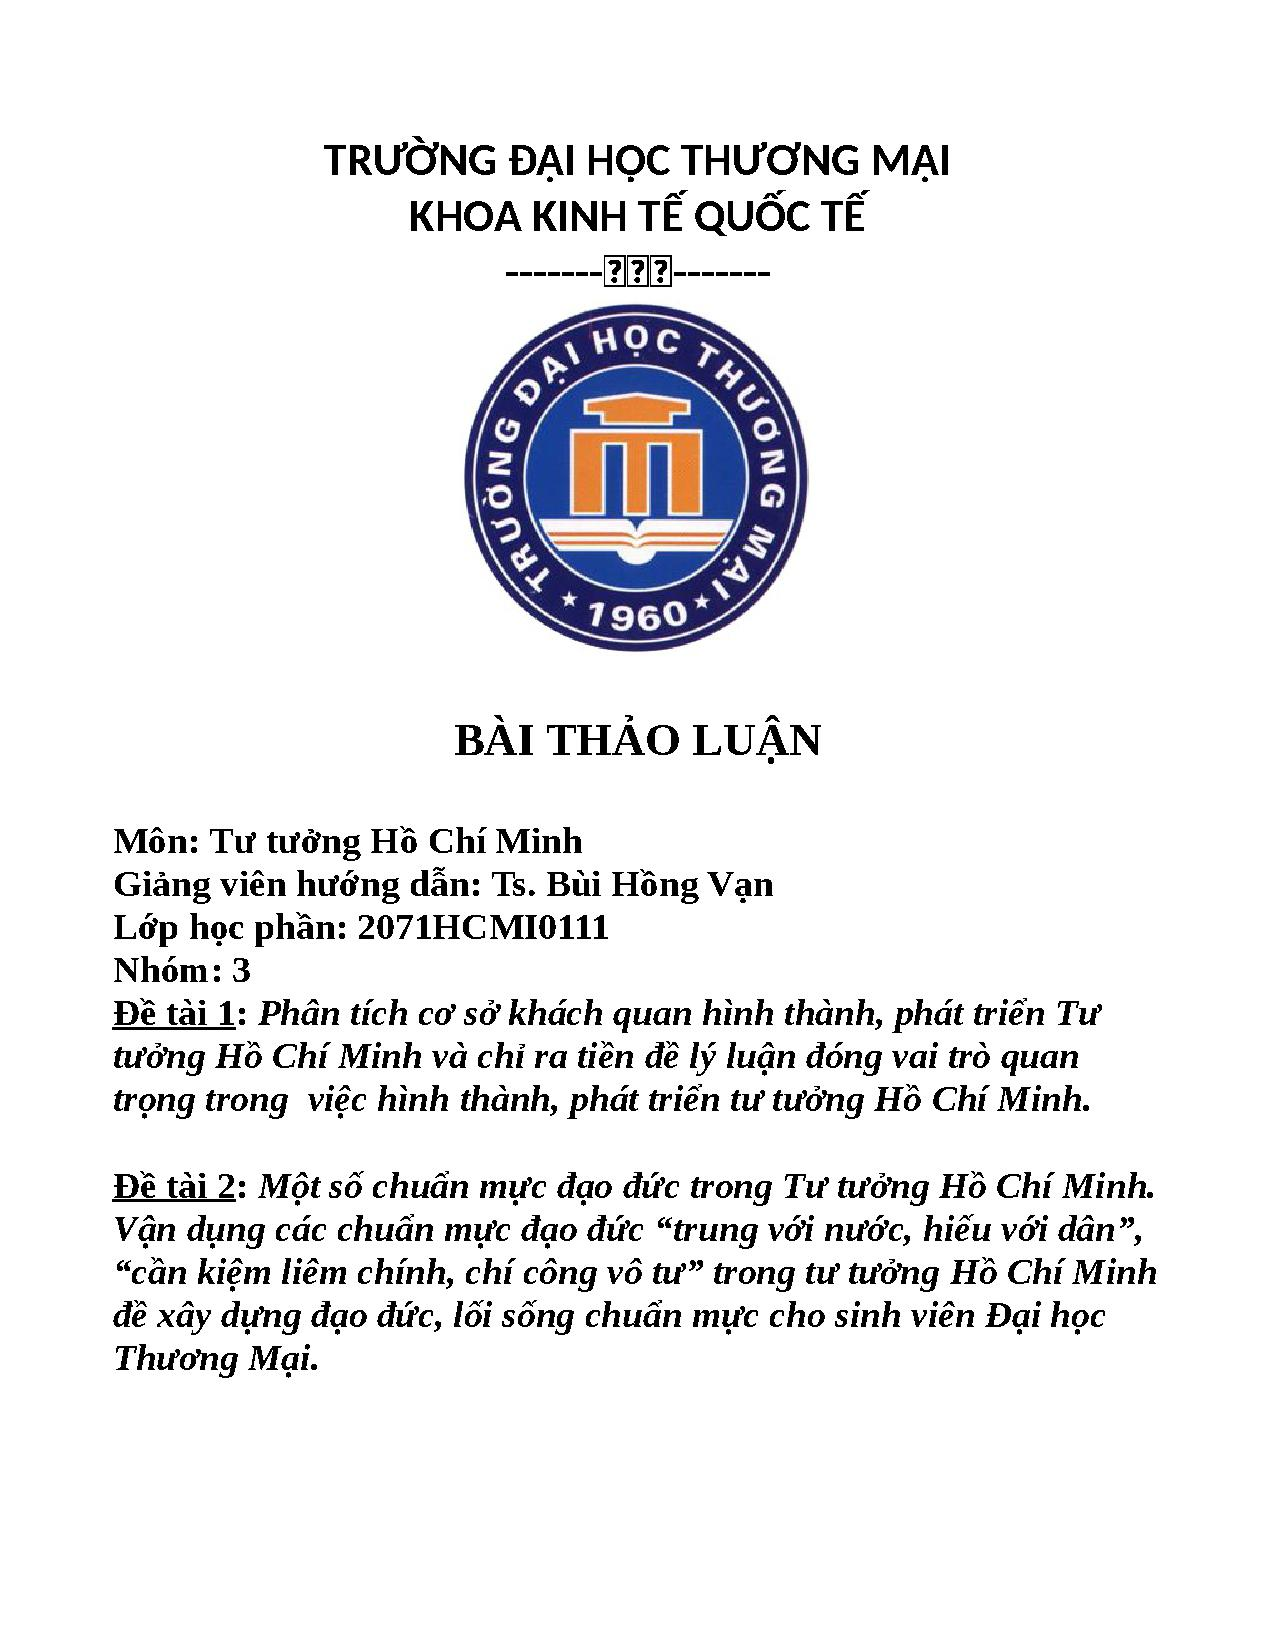 TRƯỜNG ĐẠI HỌC THƯƠNG MẠI
KHOA KINH TẾ QUỐC TẾ
--------------
TRƯỜNG ĐẠI HỌC THƯƠNG MẠI
1960
BÀI THẢO LUẬN
Môn: Tư tưởng Hồ Chí Minh
Giảng viên hướng dẫn: Ts. Bùi Hồng Vạn
Lớp học phần: 2071HCMI0111
Nhóm: 3
Đề tài 1: Phân tích cơ sở khách quan hình thành, phát triển Tư
tưởng Hồ Chí Minh và chỉ ra tiền đề lý luận đóng vai trò quan
trọng trong  việc hình thành, phát triển tư tưởng Hồ Chí Minh.
Đề tài 2: Một số chuẩn mực đạo đức trong Tư tưởng Hồ Chí Minh.
Vận dụng các chuẩn mực đạo đức “trung với nước, hiếu với dân”,
“cần kiệm liêm chính, chí công vô tư” trong tư tưởng Hồ Chí Minh
đề xây dựng đạo đức, lối sống chuẩn mực cho sinh viên Đại học
Thương Mại.